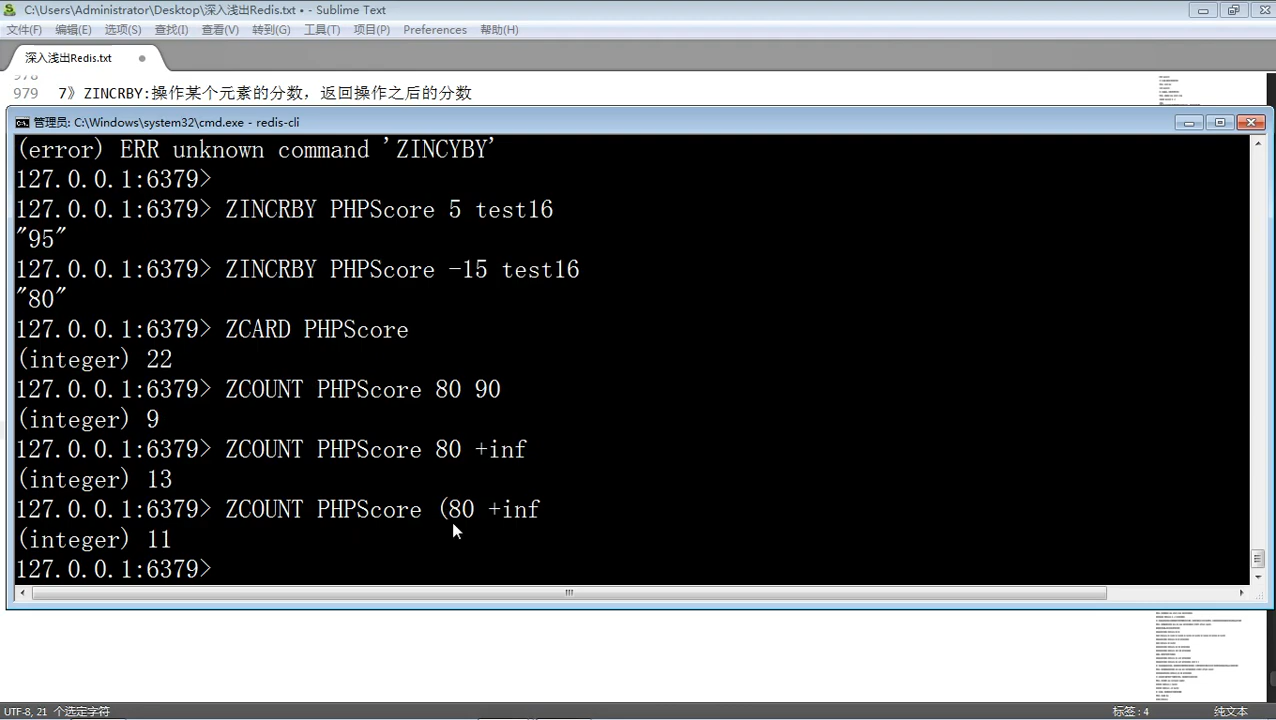 C:\Users\Administrator\Desktop\深入浅出Redis.txt • - Sublime Text
文件(F) 编辑(E) 选项(S) 查找(I) 查看(V) 转到(G) 工具(T) 项目(P) Preferences 帮助(H)
深入浅出Redis.txt
978
979 7》ZINCRBY:操作某个元素的分数，返回操作之后的分
管理员: C:\Windows\system32\cmd.exe - redis-cli
(error) ERR unknown command 'ZINCYBY'
127.0.0.1:6379>
127.0.0.1:6379> ZINCRBY PHPScore 5 test16
"95"
127.0.0.1:6379> ZINCRBY PHPScore -15 test16
"80"
127.0.0.1:6379> ZCARD PHPScore
(integer) 22
127.0.0.1:6379> ZCOUNT PHPScore 80 90
(integer) 9
127.0.0.1:6379> ZCOUNT PHPScore 80 +inf
(integer) 13
127.0.0.1:6379> ZCOUNT PHPScore (80 +inf
(integer) 11
127.0.0.1:6379>
个选定字符 标签: 4 纯文本